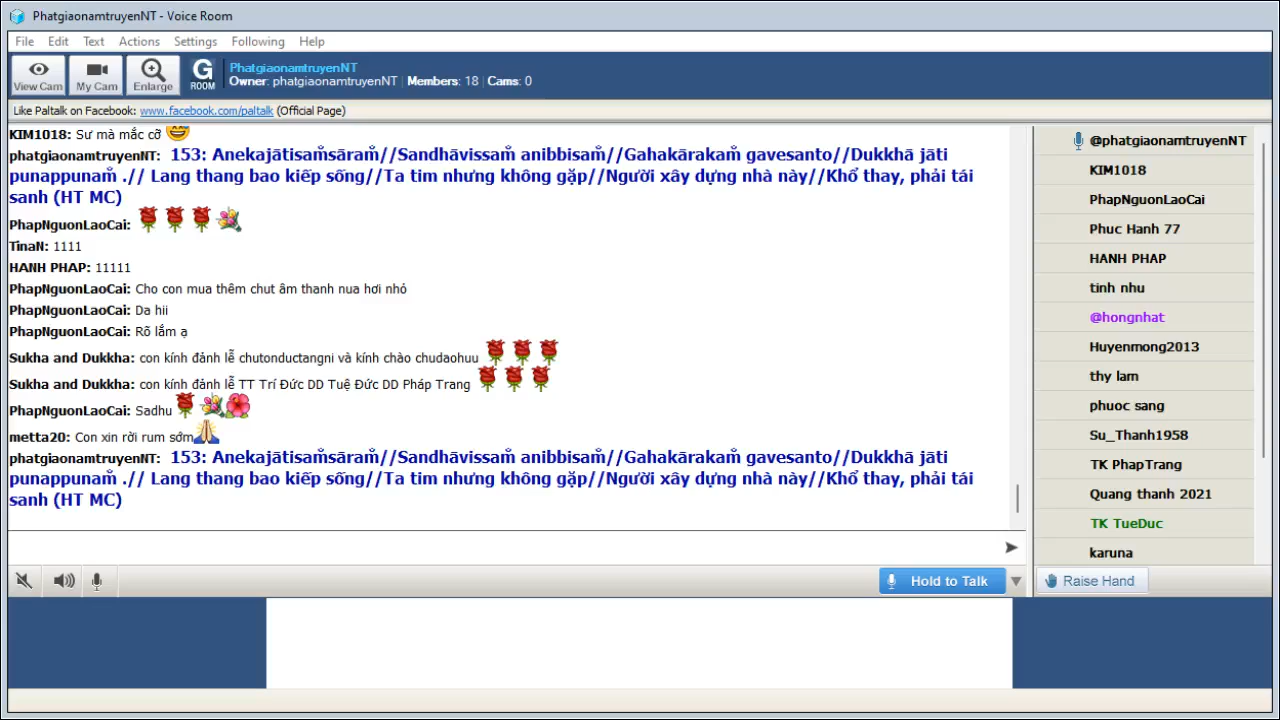 PhatgiaonamtruyenNT - Voice Room
File Edit Text Actions Settings Following Help
View Cam My Cam Enlarge G ROOM
PhatgiaonamtruyenNT
Owner: phatgiaonamtruyenNT | Members: 18 | Cams: 0
Like Paltalk on Facebook: www.facebook.com/paltalk (Official Page)
KIM1018: Sư mà mắc cỡ
phatgiaonamtruyenNT: 153: Anekajātisaṁsāraṁ//Sandhāvissaṁ anibbisaṁ//Gahakārakaṁ gavesanto//Dukkhā jāti
punappunaṁ .// Lang thang bao kiếp sống//Ta tìm nhưng không gặp//Người xây dựng nhà này//Khổ thay, phải tái
sanh (HT MC)
PhapNguonLaoCai:
TinaN: 1111
HANH PHAP: 11111
PhapNguonLaoCai: Cho con mua thêm chut âm thanh nua hơi nhỏ
PhapNguonLaoCai: Da hii
PhapNguonLaoCai: Rõ lắm ạ
Sukha and Dukkha: con kính đảnh lễ chutonductangni và kính chào chudaohuu
Sukha and Dukkha: con kính đảnh lễ TT Trí Đức DD Tuệ Đức DD Pháp Trang
PhapNguonLaoCai: Sadhu
metta20: Con xin rời rum sớm
phatgiaonamtruyenNT: 153: Anekajātisaṁsāraṁ//Sandhāvissaṁ anibbisaṁ//Gahakārakaṁ gavesanto//Dukkhā jāti
punappunaṁ .// Lang thang bao kiếp sống//Ta tìm nhưng không gặp//Người xây dựng nhà này//Khổ thay, phải tái
sanh (HT MC)
Hold to Talk
@phatgiaonamtruyenNT
KIM1018
PhapNguonLaoCai
Phuc Hanh 77
HANH PHAP
tinh nhu
@hongnhat
Huyenmong2013
thy lam
phuoc sang
Su_Thanh1958
TK PhapTrang
Quang thanh 2021
TK TueDuc
karuna
Raise Hand